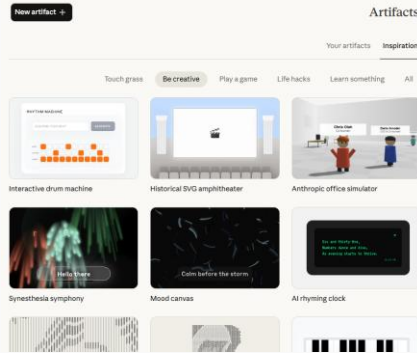 New artifact +
Artifacts
Your artifacts Inspiration
Touch grass Be creative Play a game Life hacks Learn something All
RHYTHM MACHINE
Interactive drum machine
Historical SVG amphitheater
Chris Olah
Anthropic office simulator
Hello there
Calm before the storm
Synesthesia symphony
Mood canvas
AI rhyming clock